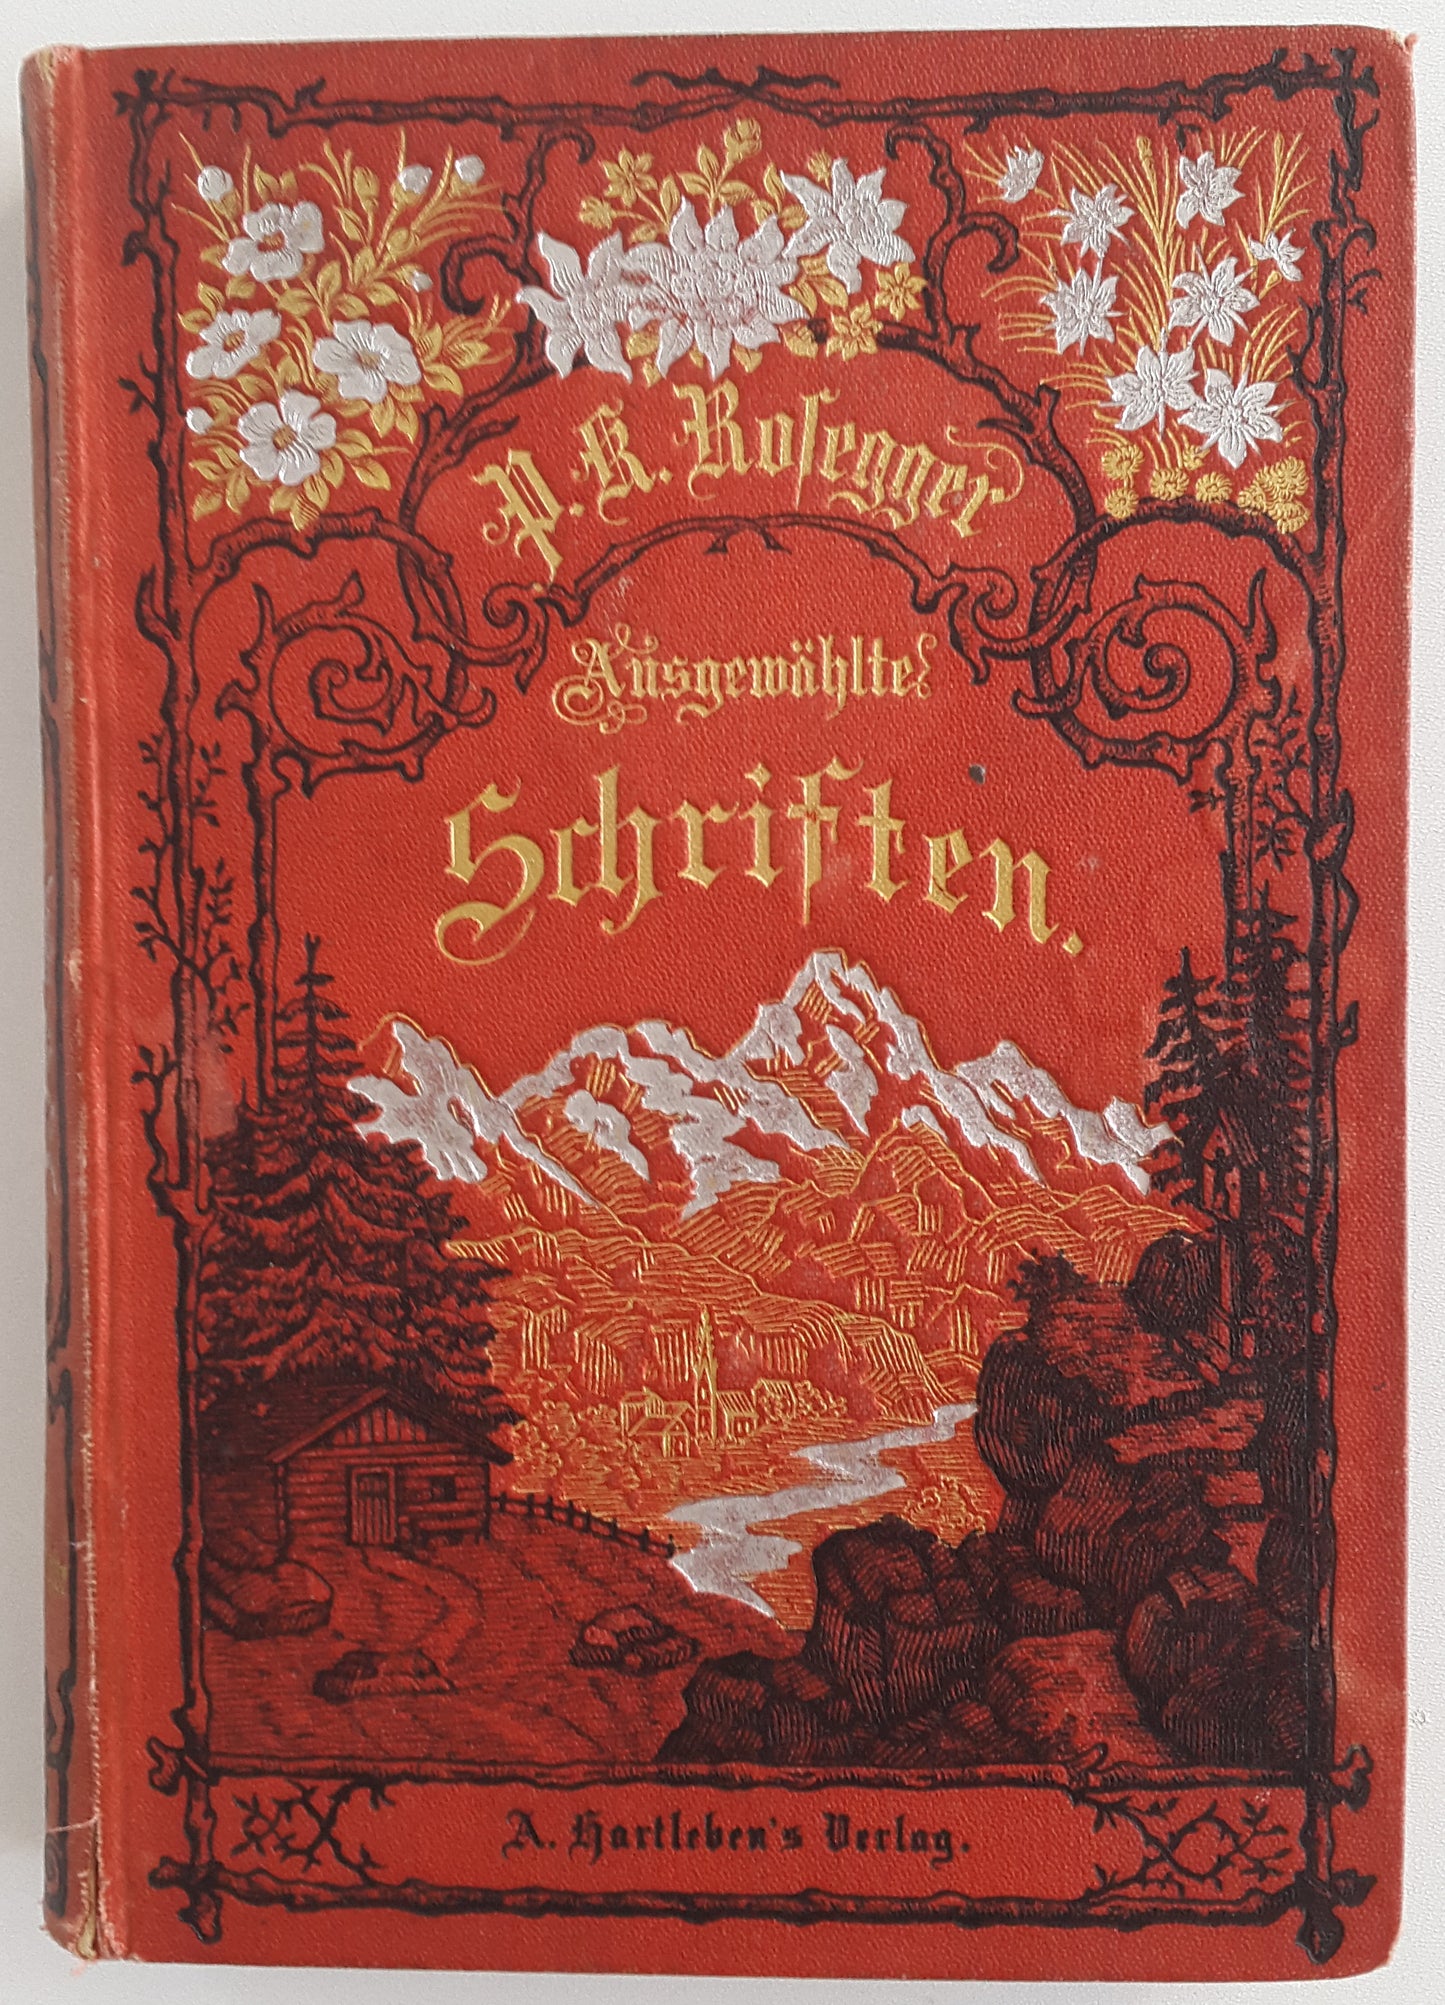 P. K. Rosegger
Ausgewählte
Schriften.
A. Hartleben's Verlag.